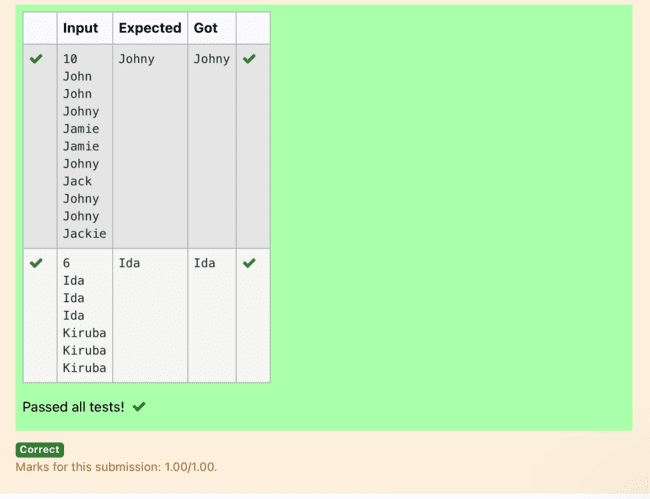 Input Expected Got
10 Johny Johny
John
John
Johny
Jamie
Jamie
Johny
Jack
Johny
Johny
Jackie
6 Ida Ida
Ida
Ida
Ida
Kiruba
Kiruba
Kiruba
Passed all tests!
Correct
Marks for this submission: 1.00/1.00.